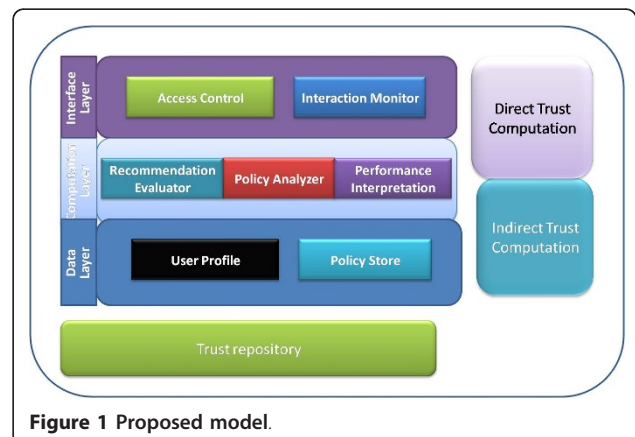 Interface
Layer
Access Control
Interaction Monitor
Direct Trust
Computation
Computation
Layer
Recommendation
Evaluator
Policy Analyzer
Performance
Interpretation
Indirect Trust
Computation
Data
Layer
User Profile
Policy Store
Trust repository
Figure 1 Proposed model.